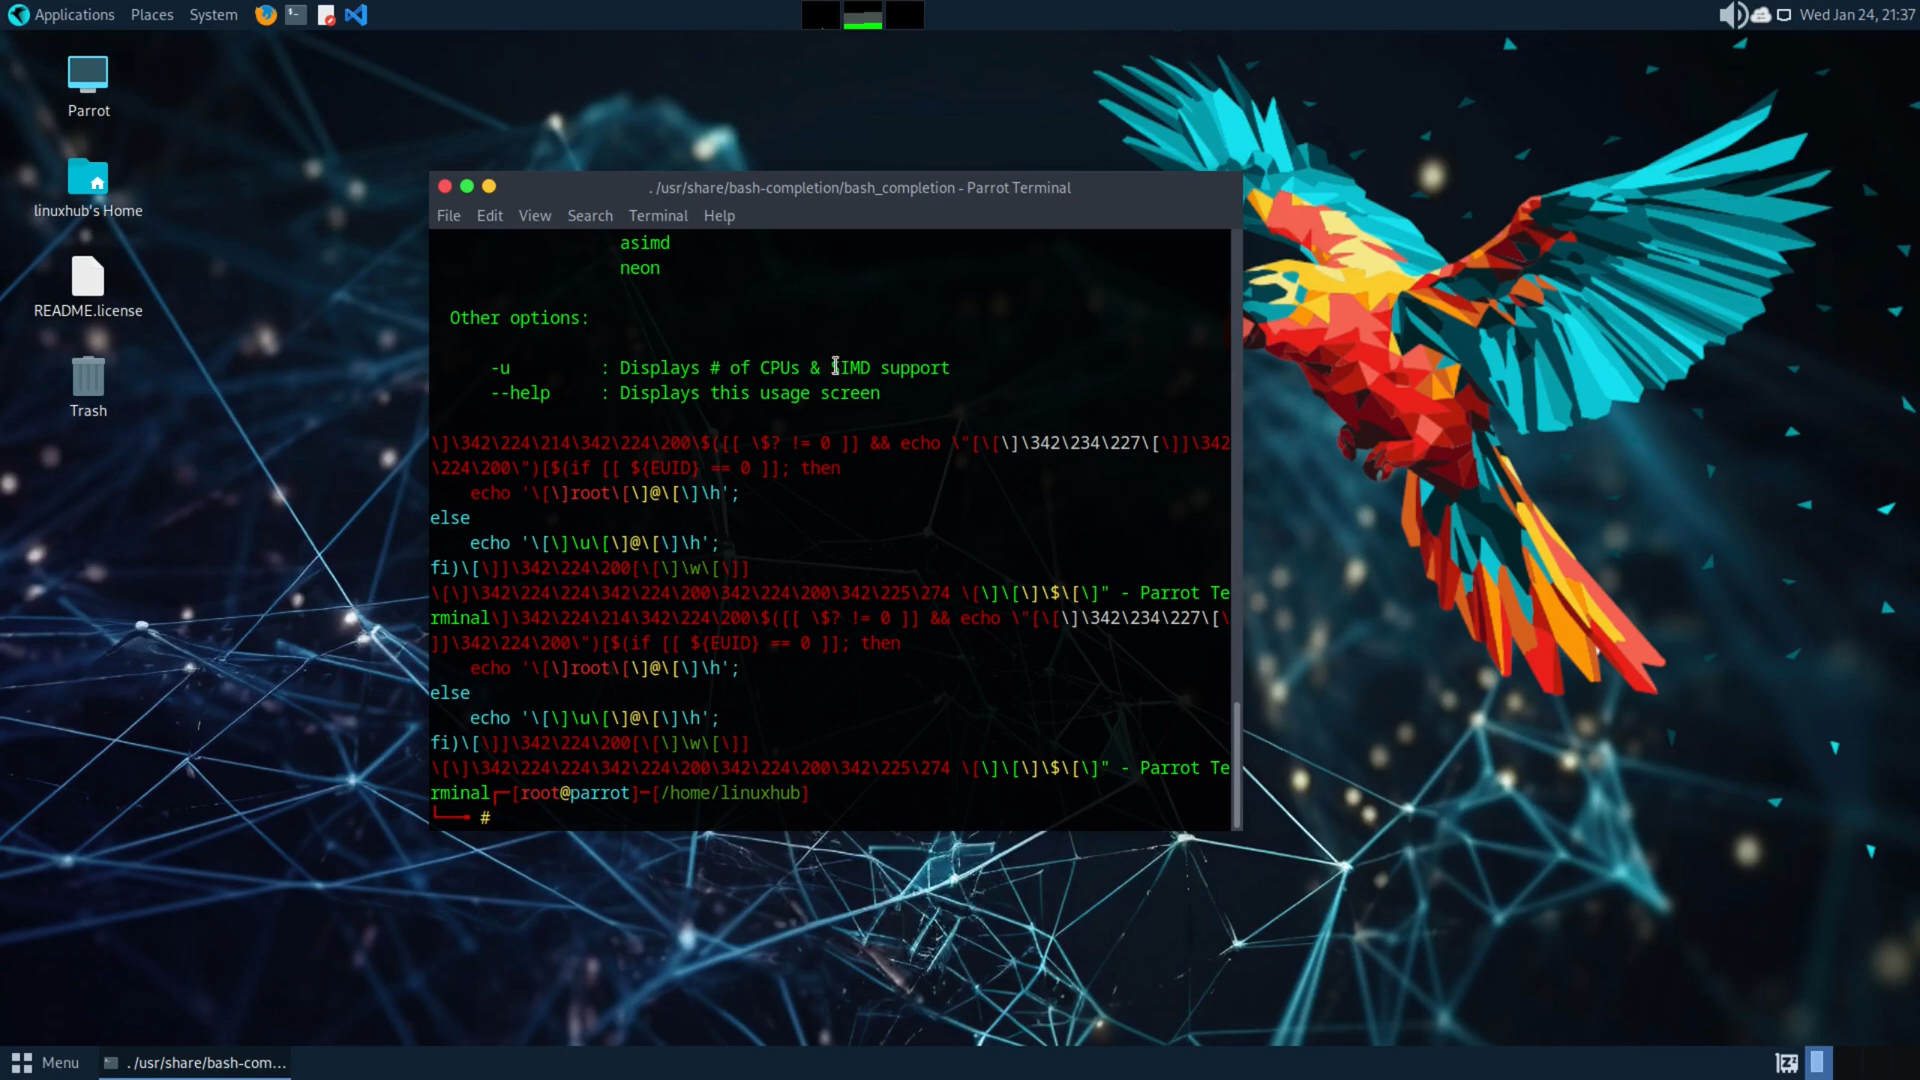 Applications Places System
Wed Jan 24, 21:37
Parrot
linuxhub's Home
README.license
Trash
. /usr/share/bash-completion/bash_completion - Parrot Terminal
File Edit View Search Terminal Help
asimd
neon
Other options:
-u : Displays # of CPUs & SIMD support
--help : Displays this usage screen
\]\342\224\214\342\224\200\$([[ \$? != 0 ]] && echo \"[\[\]\342\234\227\[\]]\342
\224\200\")[$(if [[ ${EUID} == 0 ]]; then
echo '\[\]root\[\]@\[\]\h';
else
echo '\[\]\u\[\]@\[\]\h';
fi)\[\]]\342\224\200[\[\]\w\[\]]
\[\]\342\224\224\342\224\200\342\224\200\342\225\274 \[\]\[\]\$\[\]" - Parrot Te
rminal\]\342\224\214\342\224\200\$([[ \$? != 0 ]] && echo \"[\[\]\342\234\227\[\
]]\342\224\200\")[$(if [[ ${EUID} == 0 ]]; then
echo '\[\]root\[\]@\[\]\h';
else
echo '\[\]\u\[\]@\[\]\h';
fi)\[\]]\342\224\200[\[\]\w\[\]]
\[\]\342\224\224\342\224\200\342\224\200\342\225\274 \[\]\[\]\$\[\]" - Parrot Te
rminal┌─[root@parrot]─[/home/linuxhub]
└──╼ #
Menu . /usr/share/bash-com...